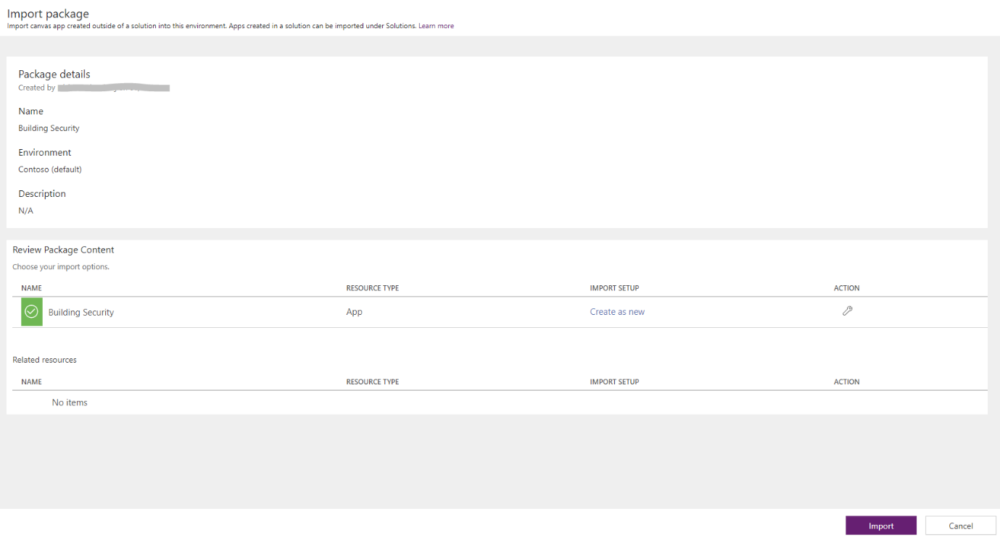 Import package
Import canvas app created outside of a solution into this environment. Apps created in a solution can be imported under Solutions. Learn more
Package details
Created by
Name
Building Security
Environment
Contoso (default)
Description
N/A
Review Package Content
Choose your import options.
NAME RESOURCE TYPE IMPORT SETUP ACTION
Building Security App Create as new
Related resources
NAME RESOURCE TYPE IMPORT SETUP ACTION
No items
Import Cancel